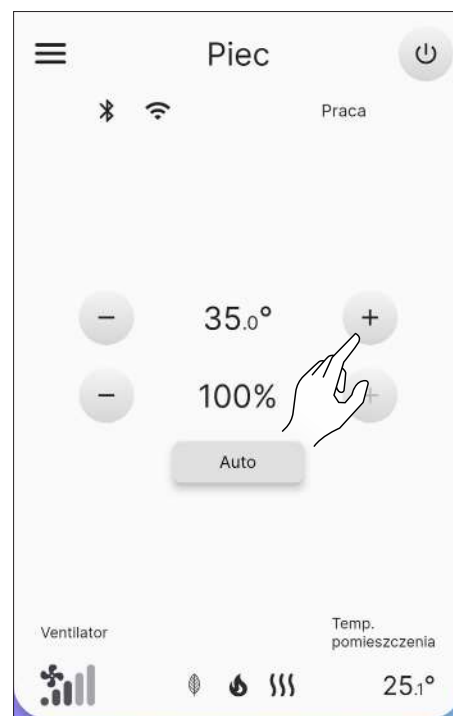 Piec
Praca
− 35.0° +
− 100% +
Auto
Ventilator
Temp.
pomieszczenia
25.1°